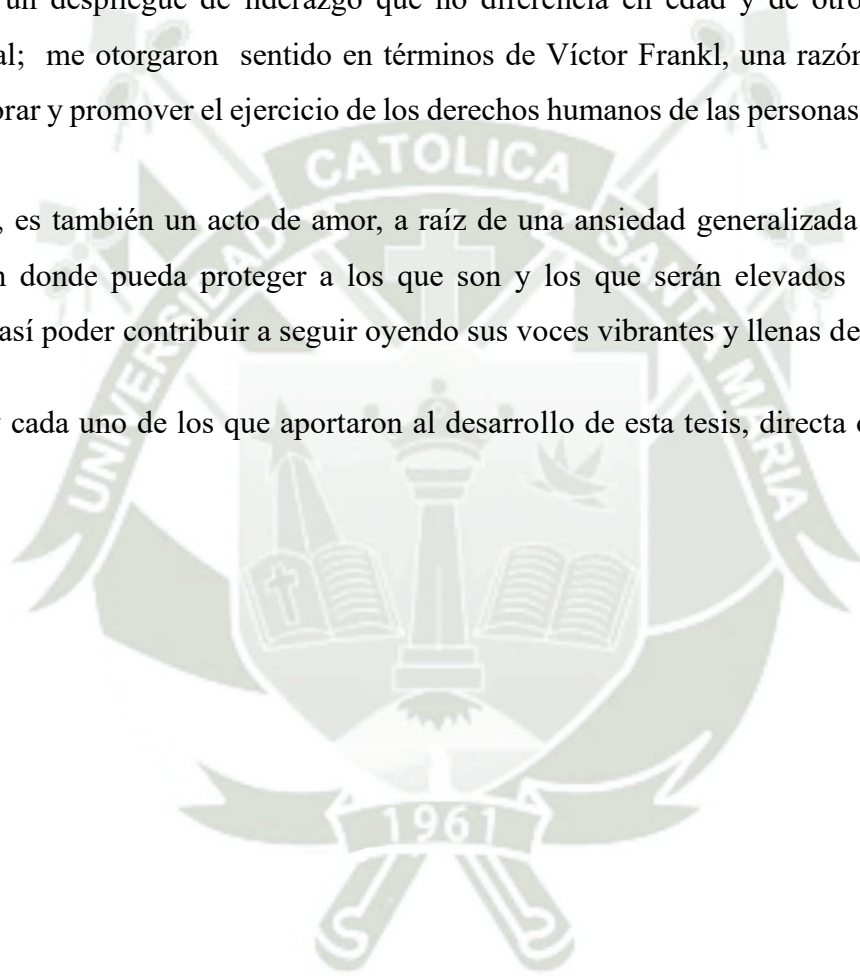 un despliegue de liderazgo que no diferencia en edad y de otro
al; me otorgaron sentido en términos de Víctor Frankl, una razón
orar y promover el ejercicio de los derechos humanos de las personas
, es también un acto de amor, a raíz de una ansiedad generalizada
n donde pueda proteger a los que son y los que serán elevados
así poder contribuir a seguir oyendo sus voces vibrantes y llenas de
y cada uno de los que aportaron al desarrollo de esta tesis, directa o
UNIVERSIDAD CATOLICA SANTA MARIA
1961